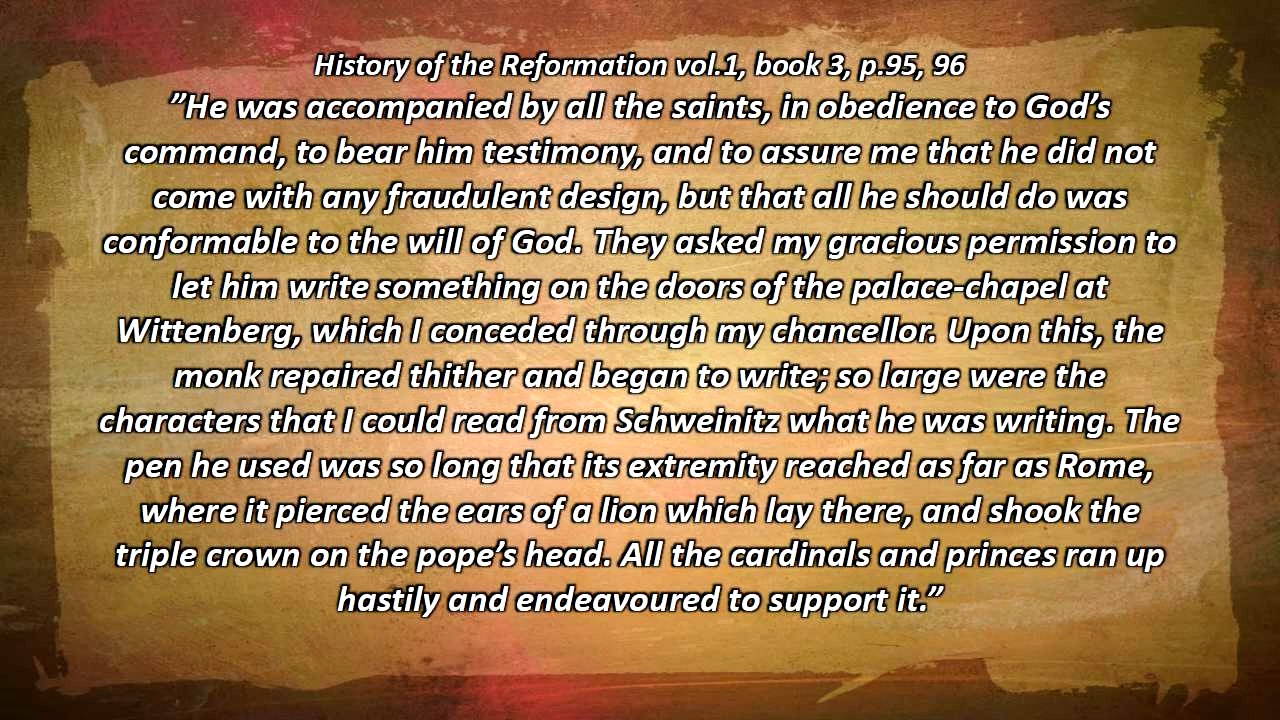 History of the Reformation vol.1, book 3, p.95, 96
”He was accompanied by all the saints, in obedience to God’s
command, to bear him testimony, and to assure me that he did not
come with any fraudulent design, but that all he should do was
conformable to the will of God. They asked my gracious permission to
let him write something on the doors of the palace-chapel at
Wittenberg, which I conceded through my chancellor. Upon this, the
monk repaired thither and began to write; so large were the
characters that I could read from Schweinitz what he was writing. The
pen he used was so long that its extremity reached as far as Rome,
where it pierced the ears of a lion which lay there, and shook the
triple crown on the pope’s head. All the cardinals and princes ran up
hastily and endeavoured to support it.”